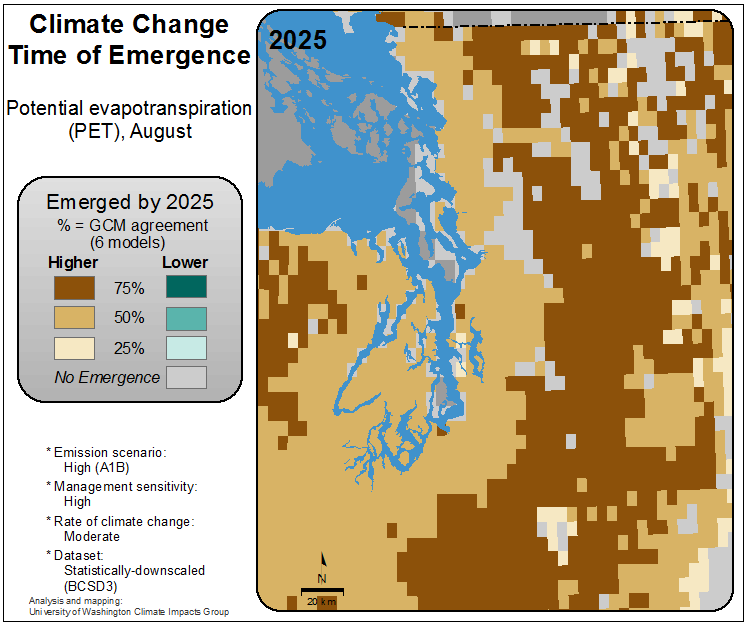 Climate Change
Time of Emergence
Potential evapotranspiration
(PET), August
Emerged by 2025
% = GCM agreement
(6 models)
Higher Lower
75%
50%
25%
No Emergence
* Emission scenario:
High (A1B)
* Management sensitivity:
High
* Rate of climate change:
Moderate
* Dataset:
Statistically-downscaled
(BCSD3)
Analysis and mapping:
University of Washington Climate Impacts Group
2025
N
20 km